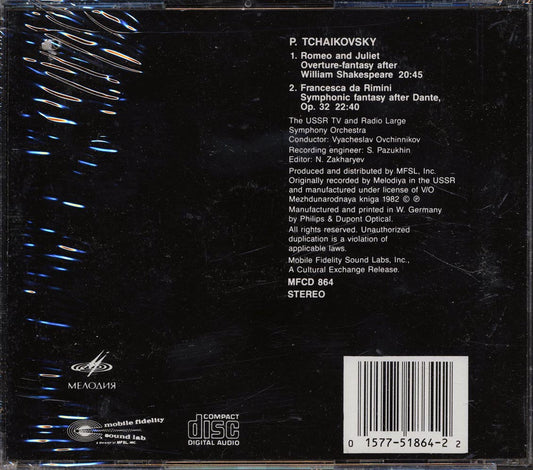 P. TCHAIKOVSKY
1. Romeo and Juliet
Overture-fantasy after
William Shakespeare 20:45
2. Francesca da Rimini
Symphonic fantasy after Dante,
Op. 32 22:40
The USSR TV and Radio Large
Symphony Orchestra
Conductor: Vyacheslav Ovchinnikov
Recording engineer: S. Pazukhin
Editor: N. Zakharyev
Produced and distributed by MFSL, Inc.
Originally recorded by Melodiya in the USSR
and manufactured under license of V/O
Mezhdunarodnaya kniga 1982 © ℗
Manufactured and printed in W. Germany
by Philips & Dupont Optical.
All rights reserved. Unauthorized
duplication is a violation of
applicable laws.
Mobile Fidelity Sound Labs, Inc.,
A Cultural Exchange Release.
MFCD 864
STEREO
МЕЛОДИЯ
mobile fidelity
sound lab
a division of MFSL, INC.
COMPACT
disc
DIGITAL AUDIO
0 1577-51864-2 2